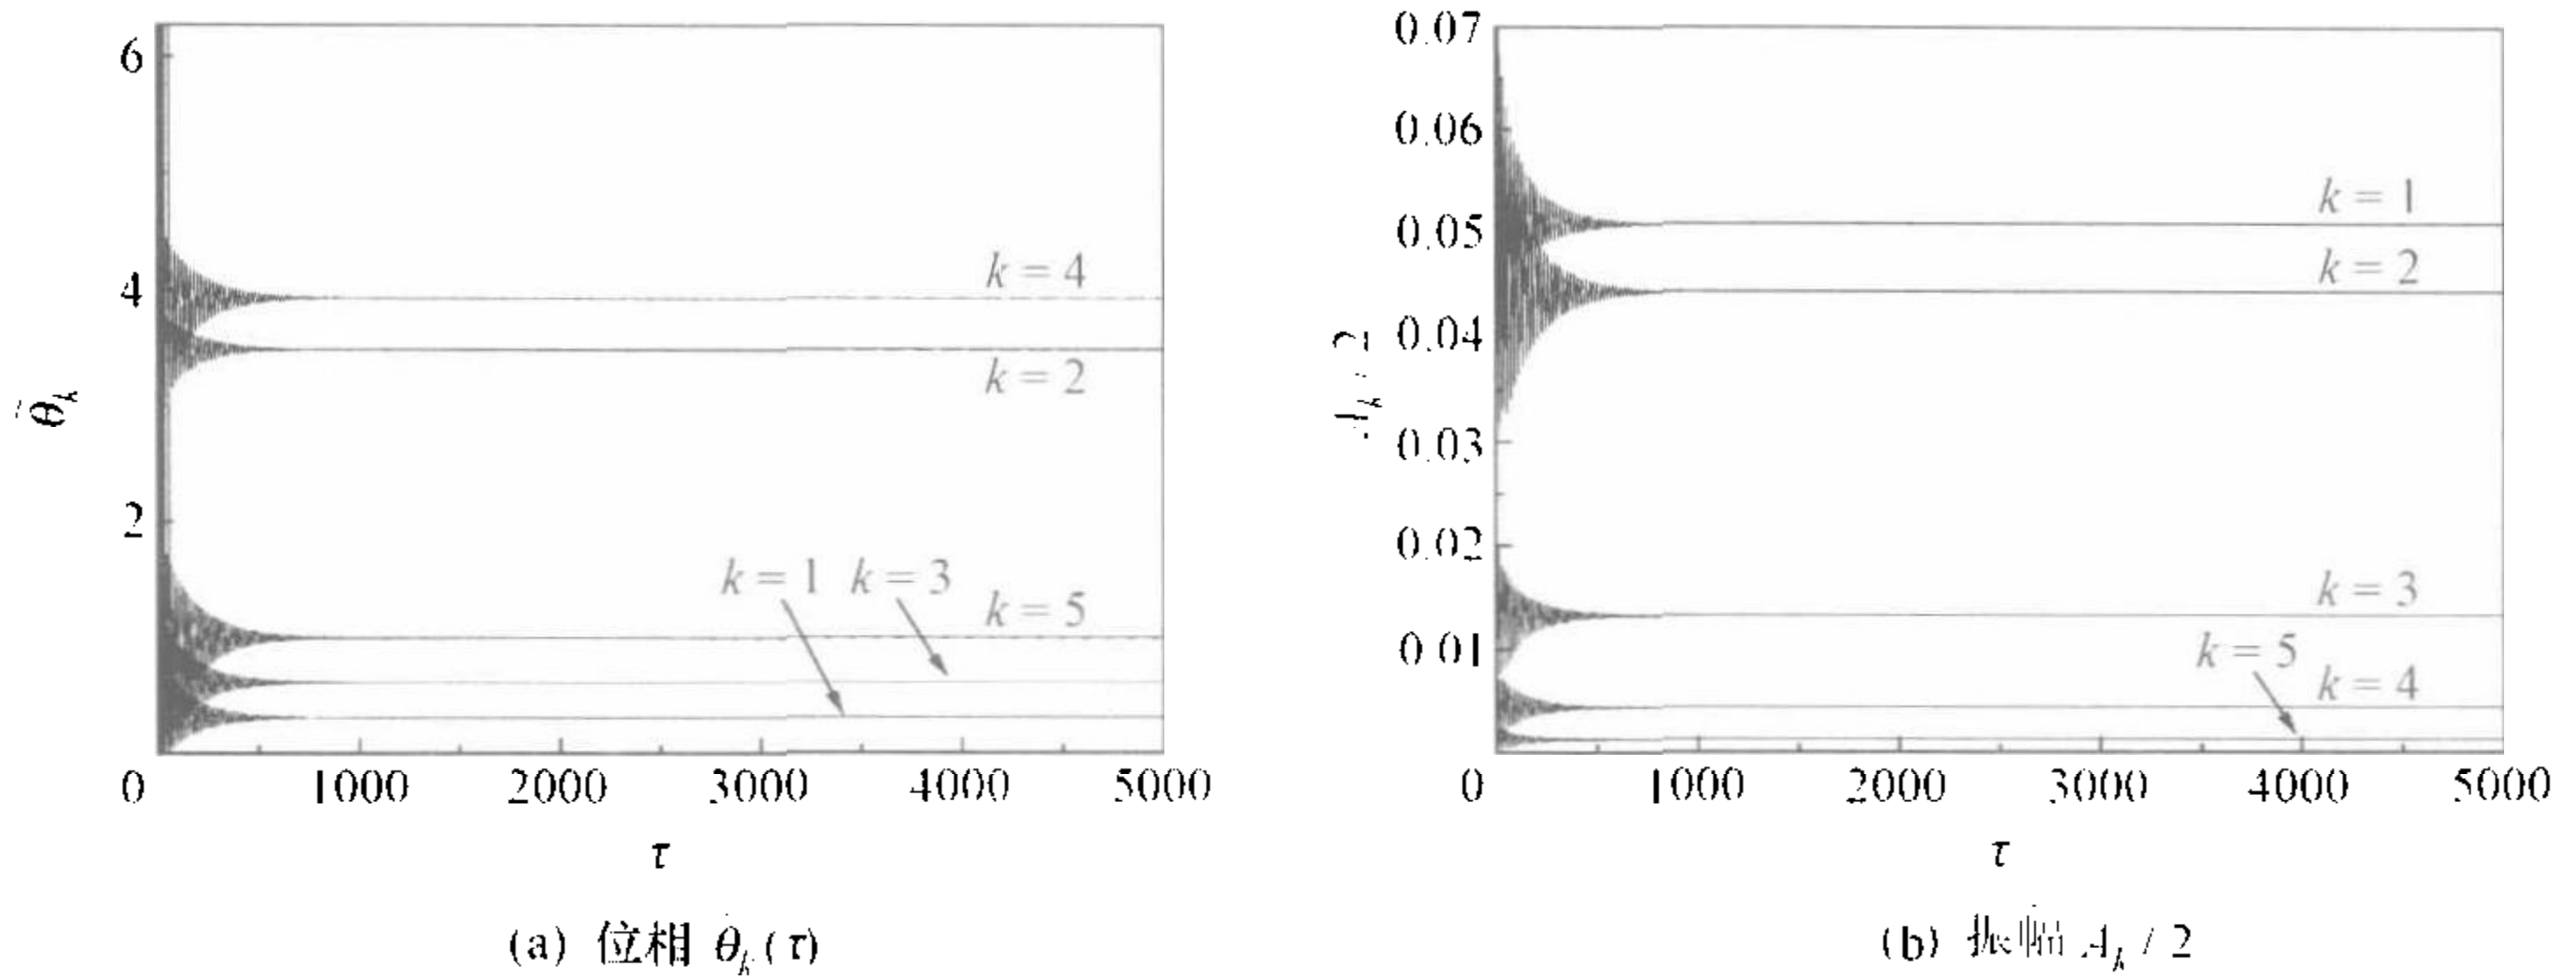 6
4
2
0
θ̄ₖ
k = 4
k = 2
k = 1 k = 3
k = 5
1000 2000 3000 4000 5000
τ
(a) 位相 θₖ(τ)
0.07
0.06
0.05
0.04
0.03
0.02
0.01
0
Aₖ / 2
k = 1
k = 2
k = 3
k = 5
k = 4
1000 2000 3000 4000 5000
τ
(b) 振幅 Aₖ / 2